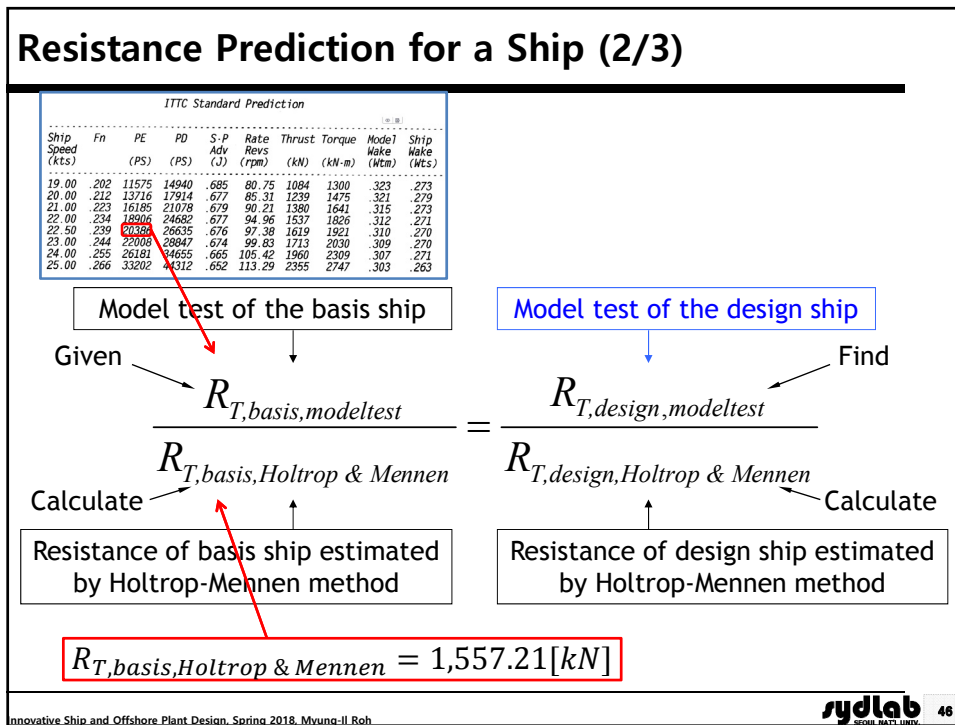 Resistance Prediction for a Ship (2/3)
ITTC Standard Prediction
Ship Speed (kts) Fn PE (PS) PD (PS) S-P Adv (J) Rate Revs (rpm) Thrust (kN) Torque (kN-m) Model Wake (Wtm) Ship Wake (Wts)
19.00 .202 11575 14940 .685 80.75 1084 1300 .323 .273
20.00 .212 13716 17914 .677 85.31 1239 1475 .321 .279
21.00 .223 16185 21078 .679 90.21 1380 1641 .315 .273
22.00 .234 18906 24682 .677 94.96 1537 1826 .312 .271
22.50 .239 20386 26635 .676 97.38 1619 1921 .310 .270
23.00 .244 22008 28847 .674 99.83 1713 2030 .309 .270
24.00 .255 26181 34655 .665 105.42 1960 2309 .307 .271
25.00 .266 33202 44312 .652 113.29 2355 2747 .303 .263
Model test of the basis ship
Model test of the design ship
Given
Find
R_{T,basis,modeltest} / R_{T,basis,Holtrop & Mennen} = R_{T,design,modeltest} / R_{T,design,Holtrop & Mennen}
Calculate
Calculate
Resistance of basis ship estimated
by Holtrop-Mennen method
Resistance of design ship estimated
by Holtrop-Mennen method
R_{T,basis,Holtrop & Mennen} = 1,557.21[kN]
Innovative Ship and Offshore Plant Design, Spring 2018, Myung-Il Roh
sydlab
SEOUL NAT'L UNIV.
46